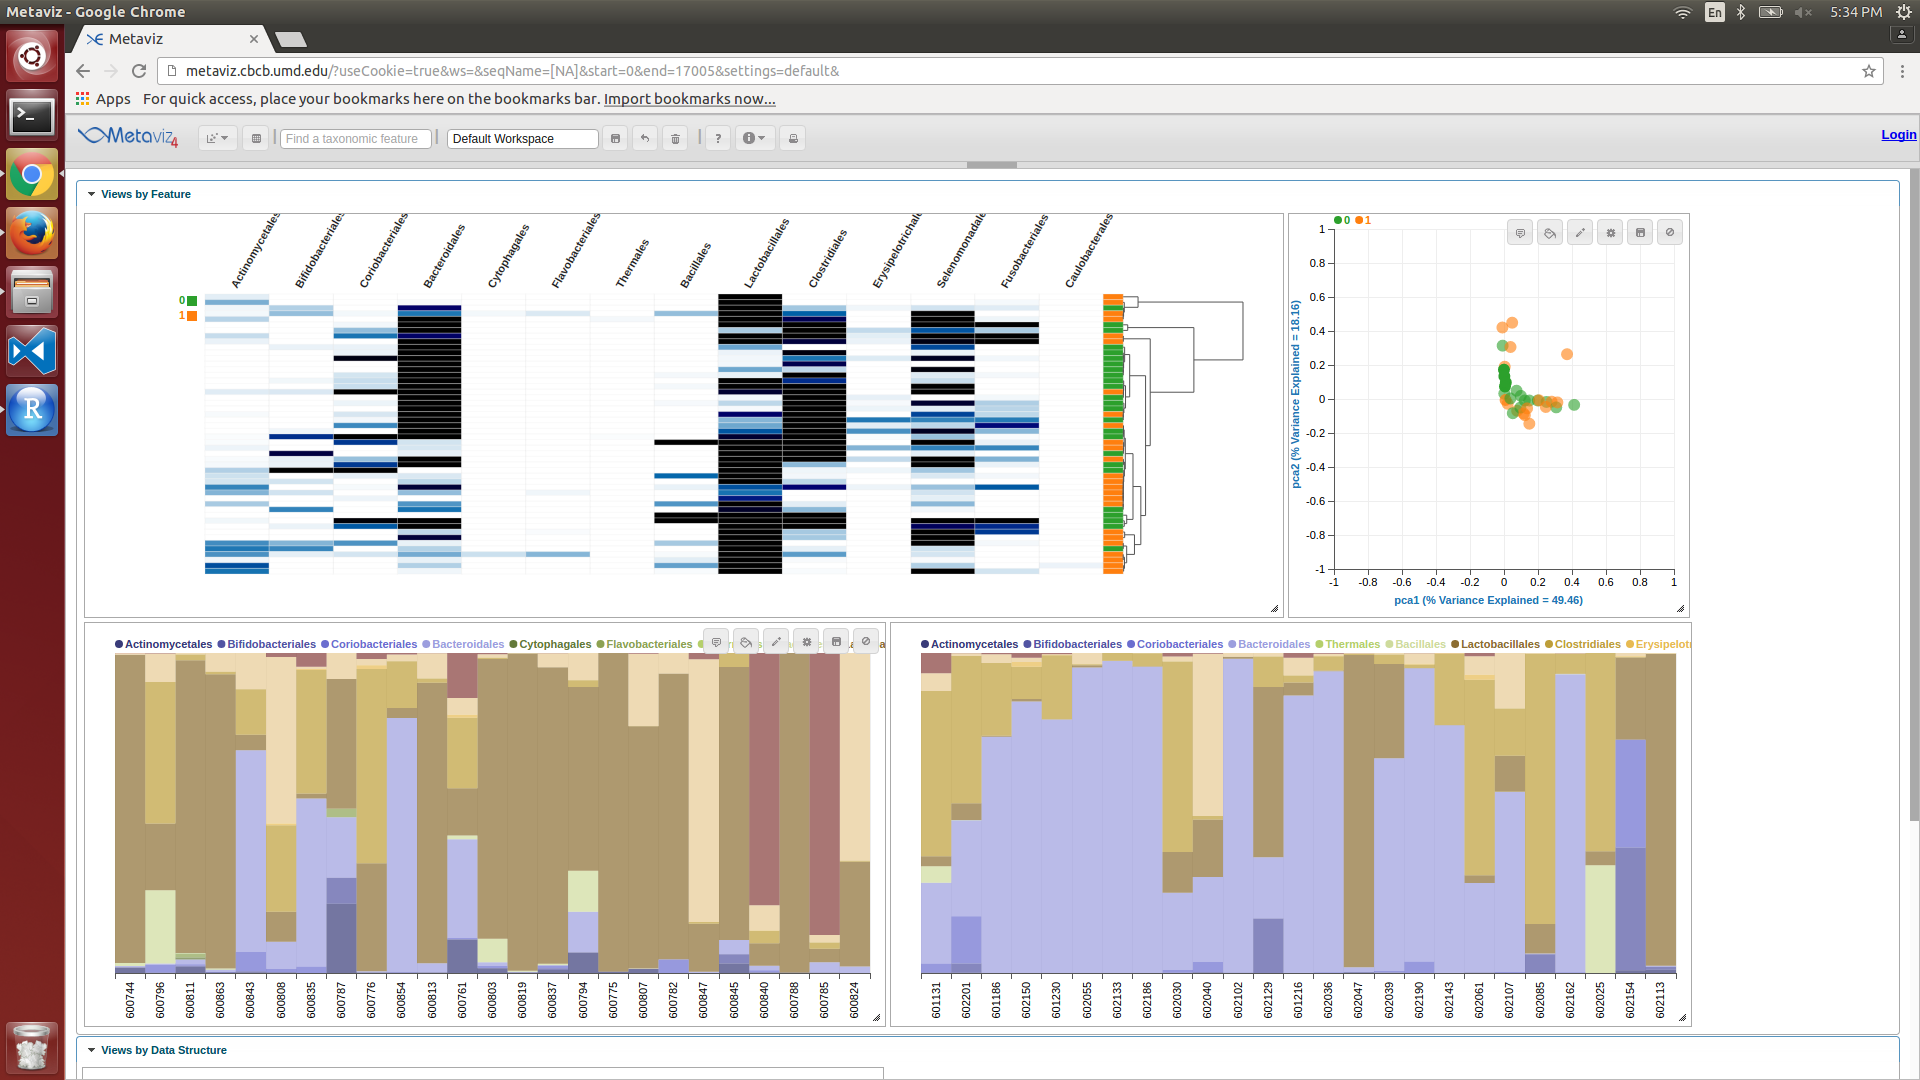 Metaviz - Google Chrome
En
5:34 PM
Metaviz
metaviz.cbcb.umd.edu/?useCookie=true&ws=&seqName=[NA]&start=0&end=17005&settings=default&
Apps For quick access, place your bookmarks here on the bookmarks bar. Import bookmarks now...
Metaviz 4
Find a taxonomic feature
Default Workspace
?
Login
Views by Feature
Actinomycetales Bifidobacteriales Coriobacteriales Bacteroidales Cytophagales Flavobacteriales Thermales Bacillales Lactobacillales Clostridiales Erysipelotrichale Selenomonadale Fusobacteriales Caulobacterales
0
1
0 1
1
0.8
0.6
0.4
0.2
0
-0.2
-0.4
-0.6
-0.8
-1
-1 -0.8 -0.6 -0.4 -0.2 0 0.2 0.4 0.6 0.8 1
pca2 (% Variance Explained = 18.16)
pca1 (% Variance Explained = 49.46)
Actinomycetales Bifidobacteriales Coriobacteriales Bacteroidales Cytophagales Flavobacteriales
600744 600796 600811 600863 600843 600808 600835 600787 600776 600854 600813 600761 600803 600819 600837 600794 600775 600807 600782 600847 600845 600840 600788 600785 600824
Actinomycetales Bifidobacteriales Coriobacteriales Bacteroidales Thermales Bacillales Lactobacillales Clostridiales Erysipelotr
601131 602201 601186 602150 601230 602055 602133 602186 602030 602040 602102 602129 601216 602036 602047 602039 602190 602143 602061 602107 602085 602162 602025 602154 602113
Views by Data Structure